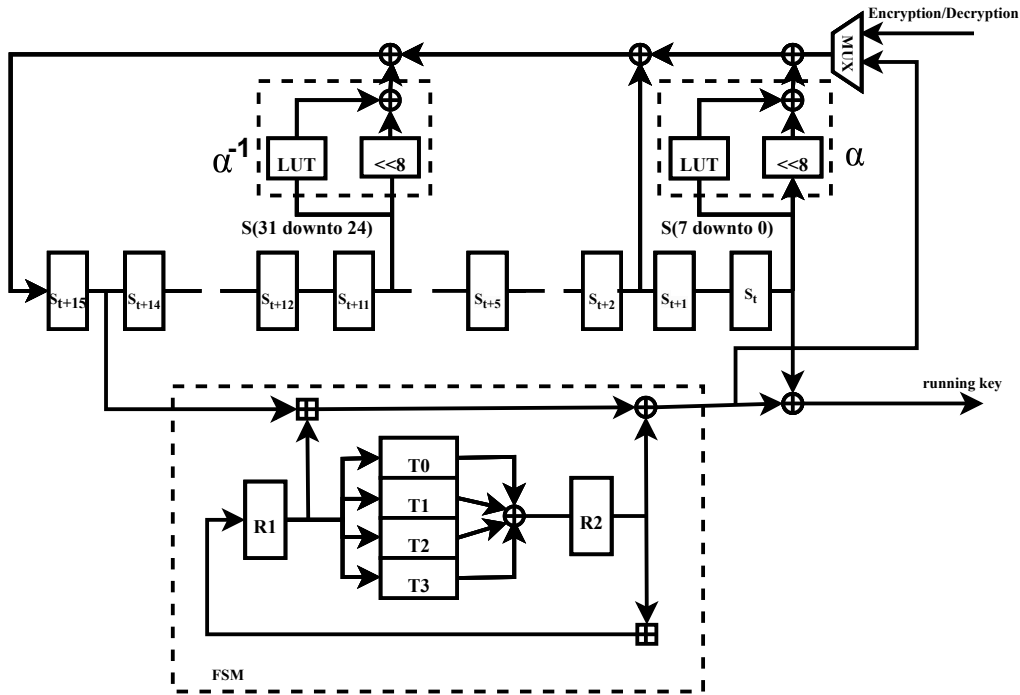 Encryption/Decryption
MUX
α-1
LUT
<<8
LUT
<<8
α
S(31 downto 24)
S(7 downto 0)
St+15
St+14
St+12
St+11
St+5
St+2
St+1
St
running key
T0
T1
T2
T3
R1
R2
FSM